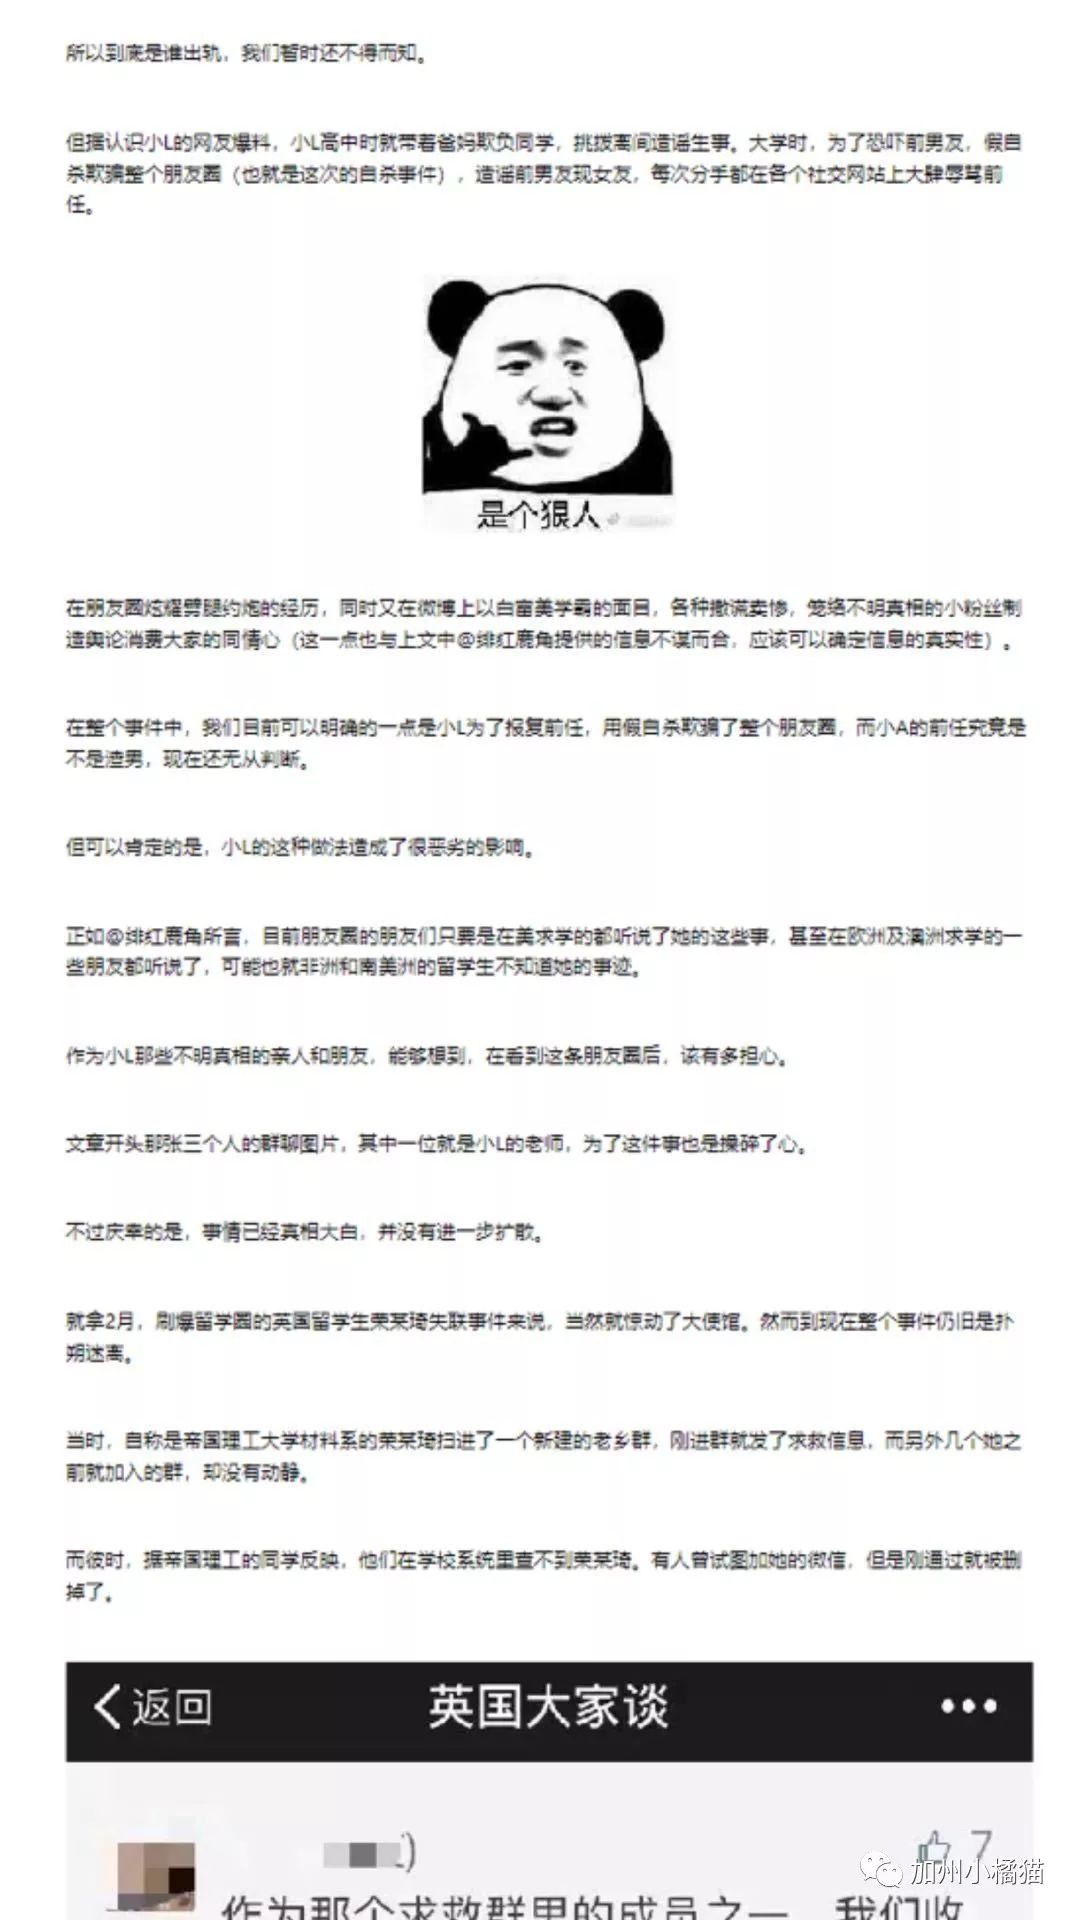 所以到底是谁出轨，我们暂时还不得而知。
但据认识小L的网友爆料，小L高中时就带着爸妈欺负同学，挑拨离间造谣生事。大学时，为了恐吓前男友，假自
杀欺骗整个朋友圈（也就是这次的自杀事件），造谣前男友现女友，每次分手都在各个社交网站上大肆辱骂前
任。
是个狠人
在朋友圈炫耀劈腿约炮的经历，同时又在微博上以白富美学霸的面目，各种撒谎卖惨，笼络不明真相的小粉丝制
造舆论消费大家的同情心（这一点也与上文中@绯红鹿角提供的信息不谋而合，应该可以确定信息的真实性）。
在整个事件中，我们目前可以明确的一点是小L为了报复前任，用假自杀欺骗了整个朋友圈，而小A的前任究竟是
不是渣男，现在还无从判断。
但可以肯定的是，小L的这种做法造成了很恶劣的影响。
正如@绯红鹿角所言，目前朋友圈的朋友们只要是在美求学的都听说了她的这些事，甚至在欧洲及澳洲求学的一
些朋友都听说了，可能也就非洲和南美洲的留学生不知道她的事迹。
作为小L那些不明真相的亲人和朋友，能够想到，在看到这条朋友圈后，该有多担心。
文章开头那张三个人的群聊图片，其中一位就是小L的老师，为了这件事也是操碎了心。
不过庆幸的是，事情已经真相大白，并没有进一步扩散。
就拿2月，刷爆留学圈的英国留学生荣某琦失联事件来说，当然就惊动了大使馆。然而到现在整个事件仍旧是扑
朔迷离。
当时，自称是帝国理工大学材料系的荣某琦扫进了一个新建的老乡群，刚进群就发了求救信息，而另外几个她之
前就加入的群，却没有动静。
而彼时，据帝国理工的同学反映，他们在学校系统里查不到荣某琦。有人曾试图加她的微信，但是刚通过就被删
掉了。
返回 英国大家谈
7
加州小橘猫
作为那个求救群里的成员之一，我们收